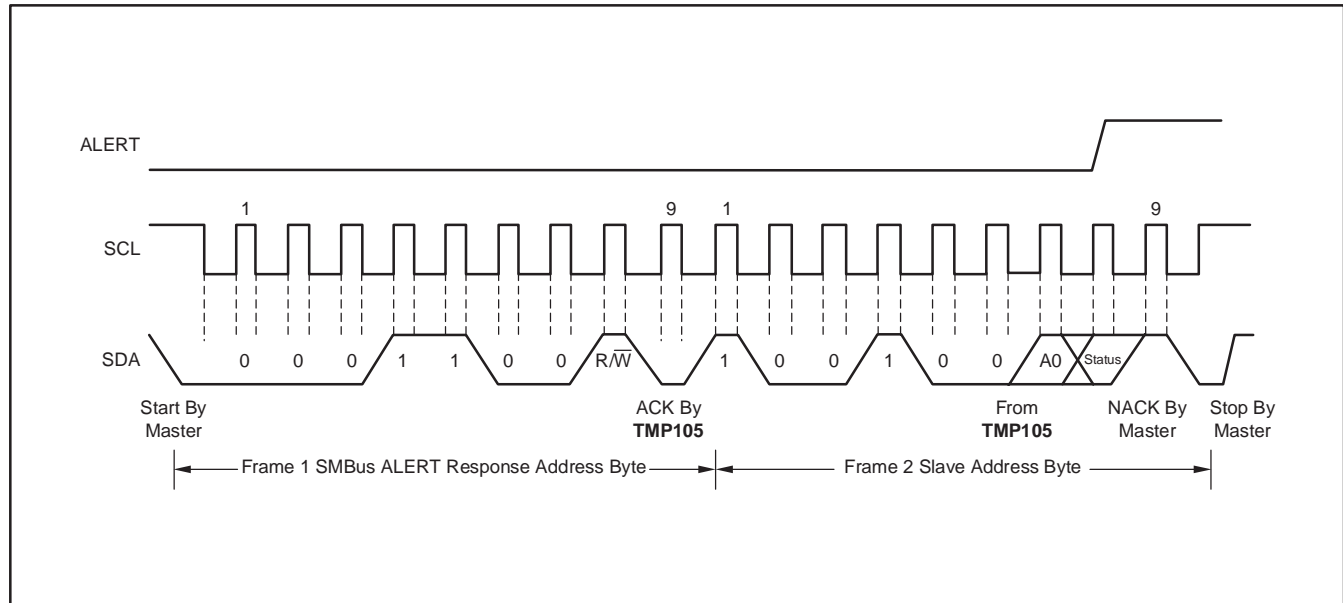 ALERT
1 9 1 9
SCL
SDA 0 0 0 1 1 0 0 R/W̅ 1 0 0 1 0 0 A0 Status
Start By Master
ACK By TMP105
From TMP105
NACK By Master
Stop By Master
Frame 1 SMBus ALERT Response Address Byte
Frame 2 Slave Address Byte